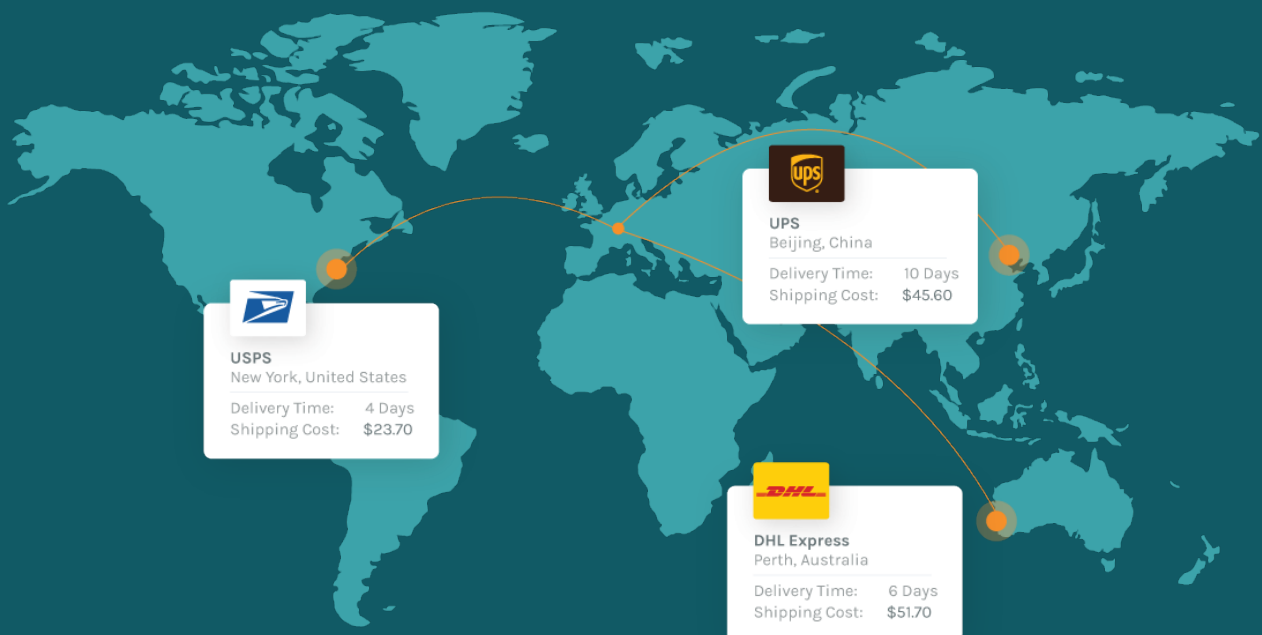 ups
UPS
Beijing, China
Delivery Time: 10 Days
Shipping Cost: $45.60
USPS
New York, United States
Delivery Time: 4 Days
Shipping Cost: $23.70
DHL
DHL Express
Perth, Australia
Delivery Time: 6 Days
Shipping Cost: $51.70